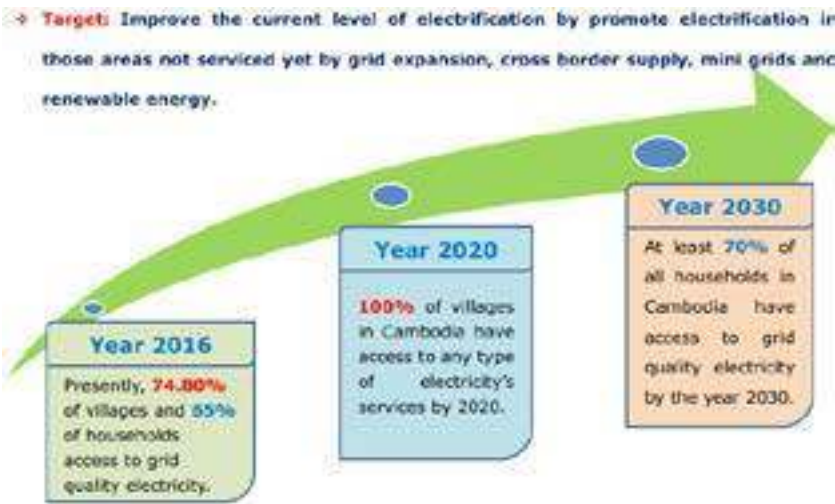 Target: Improve the current level of electrification by promote electrification in
those areas not serviced yet by grid expansion, cross border supply, mini grids and
renewable energy.
Year 2016
Presently, 74.80%
of villages and
of households
access to grid
quality electricity.
Year 2020
100% of villages
in Cambodia have
access to any type
of electricity's
services by 2020.
Year 2030
At least 70% of
all households in
Cambodia have
access to grid
quality electricity
by the year 2030.